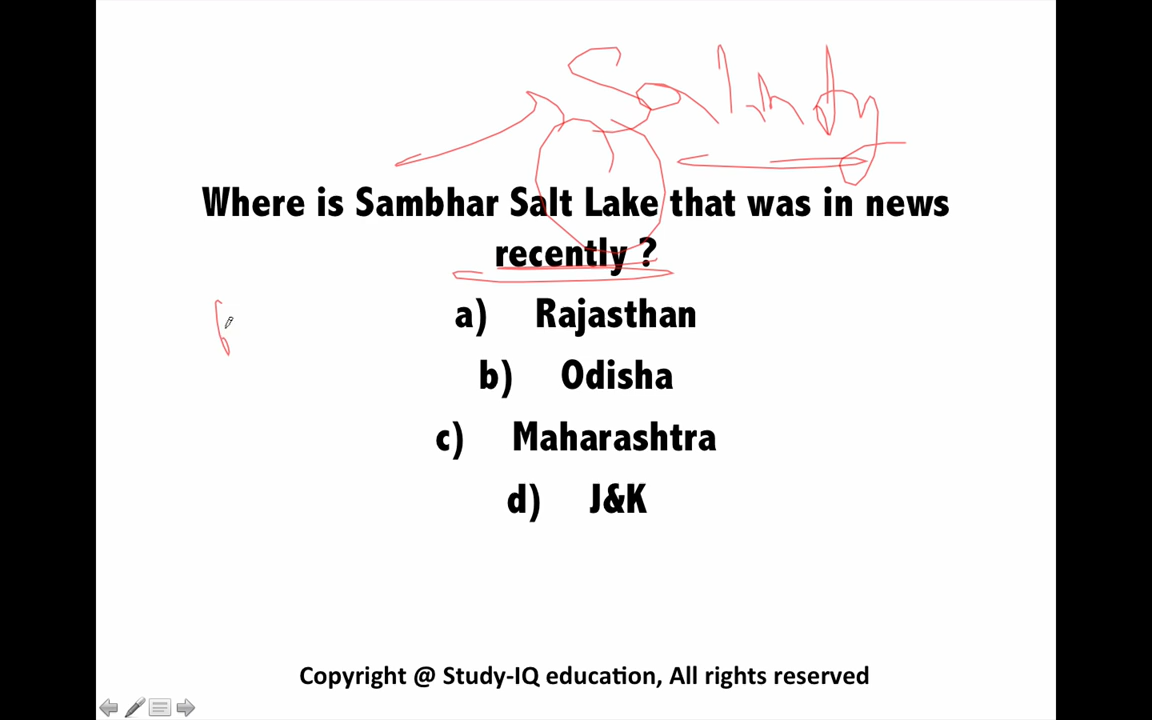 Salinity
Where is Sambhar Salt Lake that was in news
recently ?
a) Rajasthan
b) Odisha
c) Maharashtra
d) J&K
Copyright @ Study-IQ education, All rights reserved